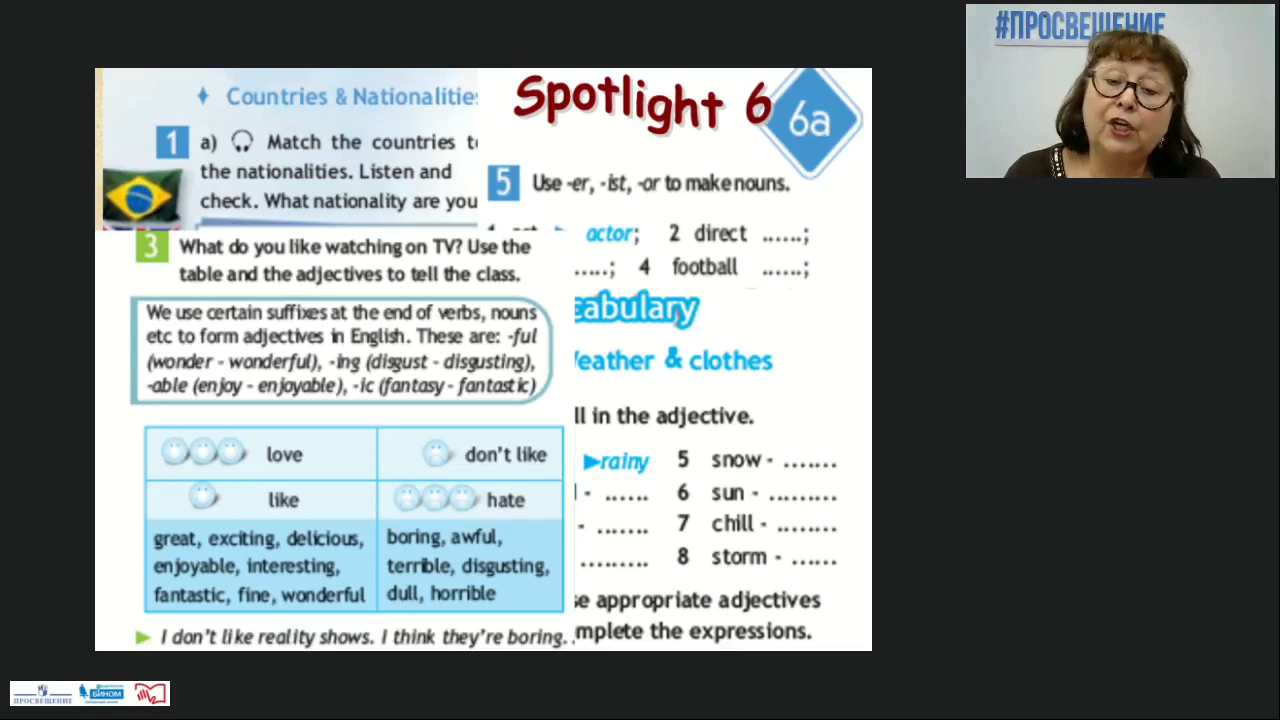 #ПРОСВЕЩЕНИЕ
Spotlight 6
6a
Countries & Nationalities
1 a) Match the countries to
the nationalities. Listen and
check. What nationality are you
5 Use -er, -ist, -or to make nouns.
actor; 2 direct ......;
.....; 4 football ......;
3 What do you like watching on TV? Use the
table and the adjectives to tell the class.
We use certain suffixes at the end of verbs, nouns
etc to form adjectives in English. These are: -ful
(wonder - wonderful), -ing (disgust - disgusting),
-able (enjoy - enjoyable), -ic (fantasy - fantastic)
love
don't like
like
hate
great, exciting, delicious,
enjoyable, interesting,
fantastic, fine, wonderful
boring, awful,
terrible, disgusting,
dull, horrible
I don't like reality shows. I think they're boring.
cabulary
eather & clothes
ll in the adjective.
rainy 5 snow - .......
- ...... 6 sun - .........
- ....... 7 chill - ........
......... 8 storm - ......
se appropriate adjectives
mplete the expressions.
ПРОСВЕЩЕНИЕ
БИНОМ